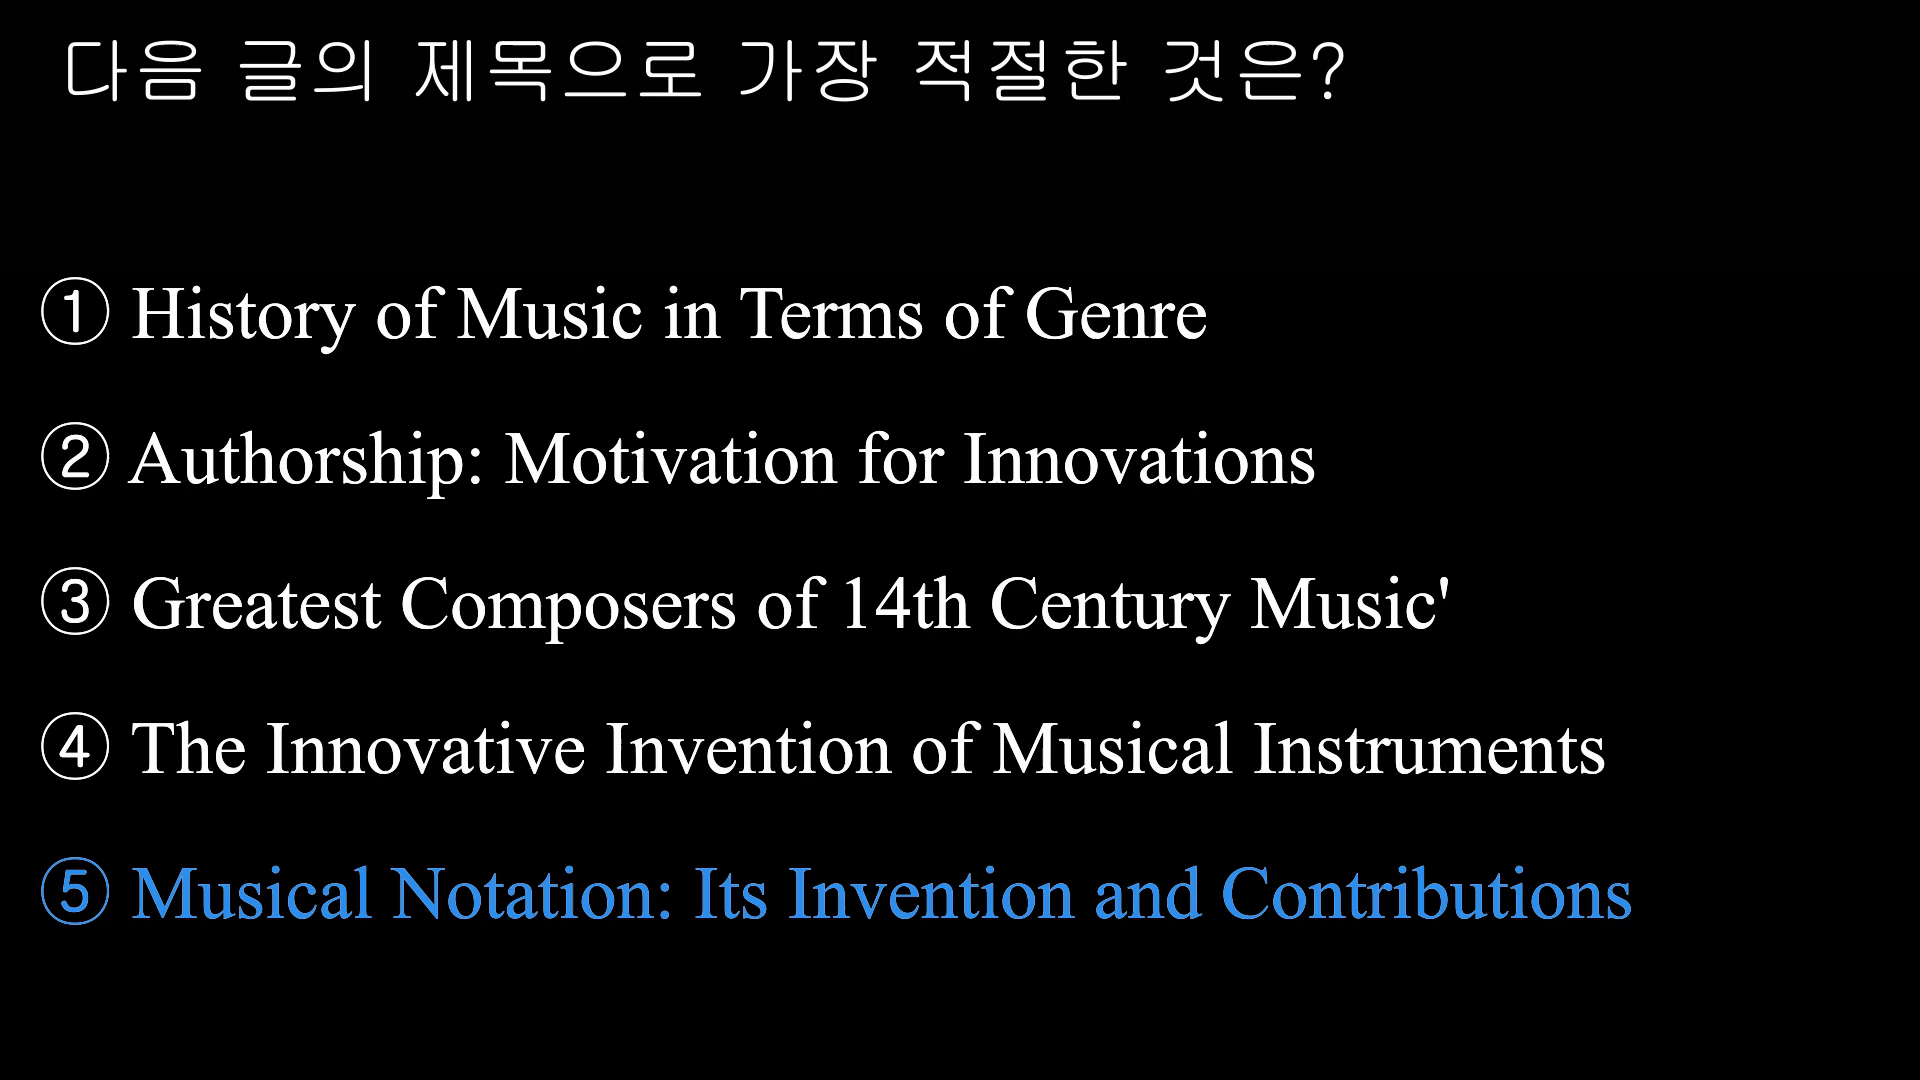 다음 글의 제목으로 가장 적절한 것은?
① History of Music in Terms of Genre
② Authorship: Motivation for Innovations
③ Greatest Composers of 14th Century Music'
④ The Innovative Invention of Musical Instruments
⑤ Musical Notation: Its Invention and Contributions